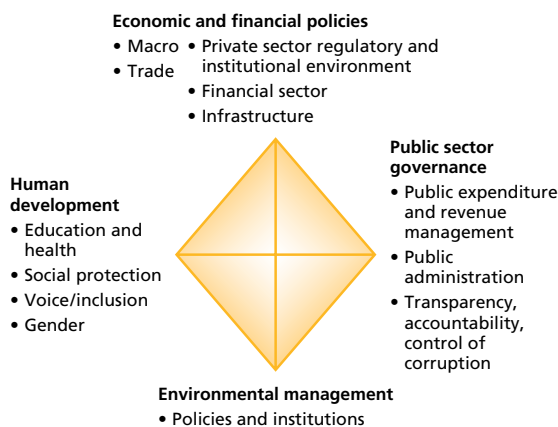 Economic and financial policies
• Macro
• Trade
• Private sector regulatory and
institutional environment
• Financial sector
• Infrastructure
Human
development
• Education and
health
• Social protection
• Voice/inclusion
• Gender
Public sector
governance
• Public expenditure
and revenue
management
• Public
administration
• Transparency,
accountability,
control of
corruption
Environmental management
• Policies and institutions